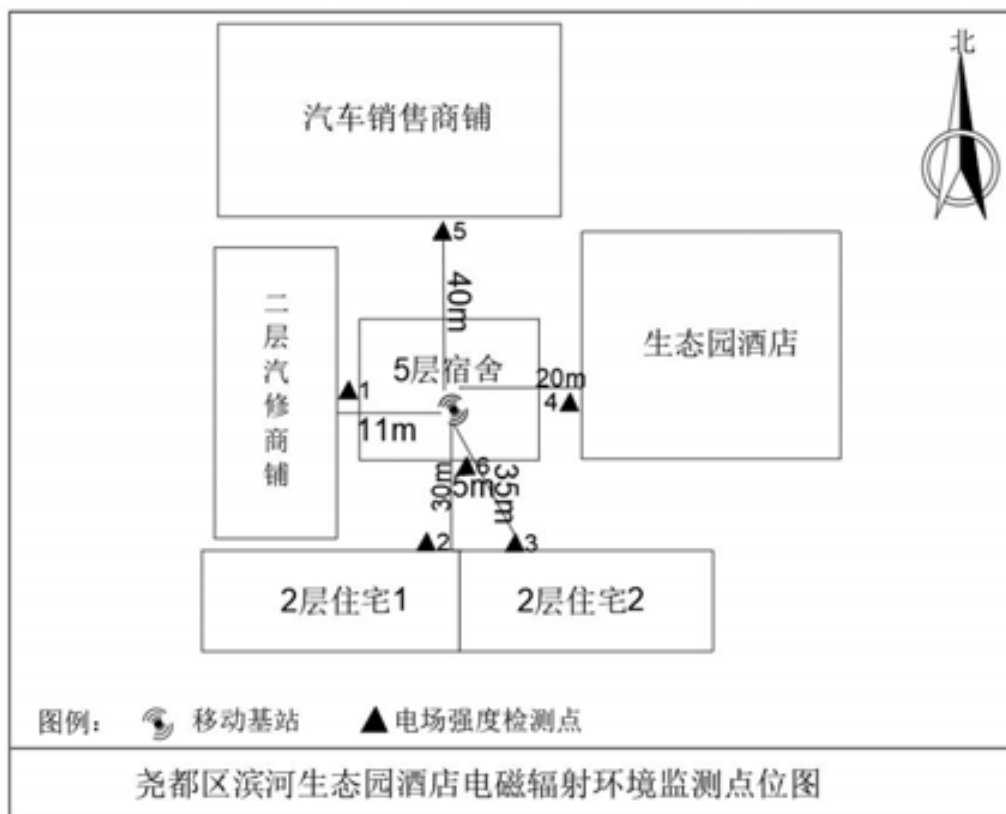 北
汽车销售商铺
5
40m
二层汽修商铺
生态园酒店
5层宿舍
20m
1
4
11m
6
30m
5m
35m
2
3
2层住宅1
2层住宅2
图例： 移动基站 电场强度检测点
尧都区滨河生态园酒店电磁辐射环境监测点位图